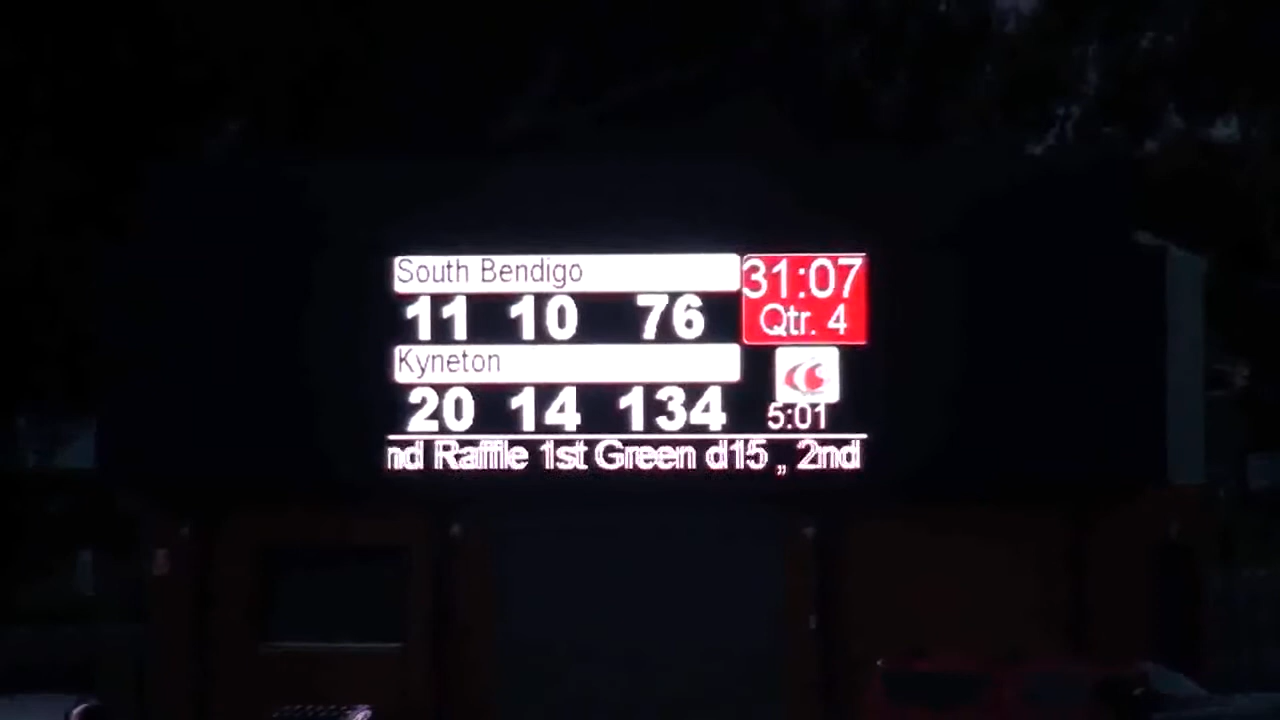 South Bendigo
11 10 76
31:07
Qtr. 4
Kyneton
20 14 134
5:01
nd Raffle 1st Green d15 ,, 2nd